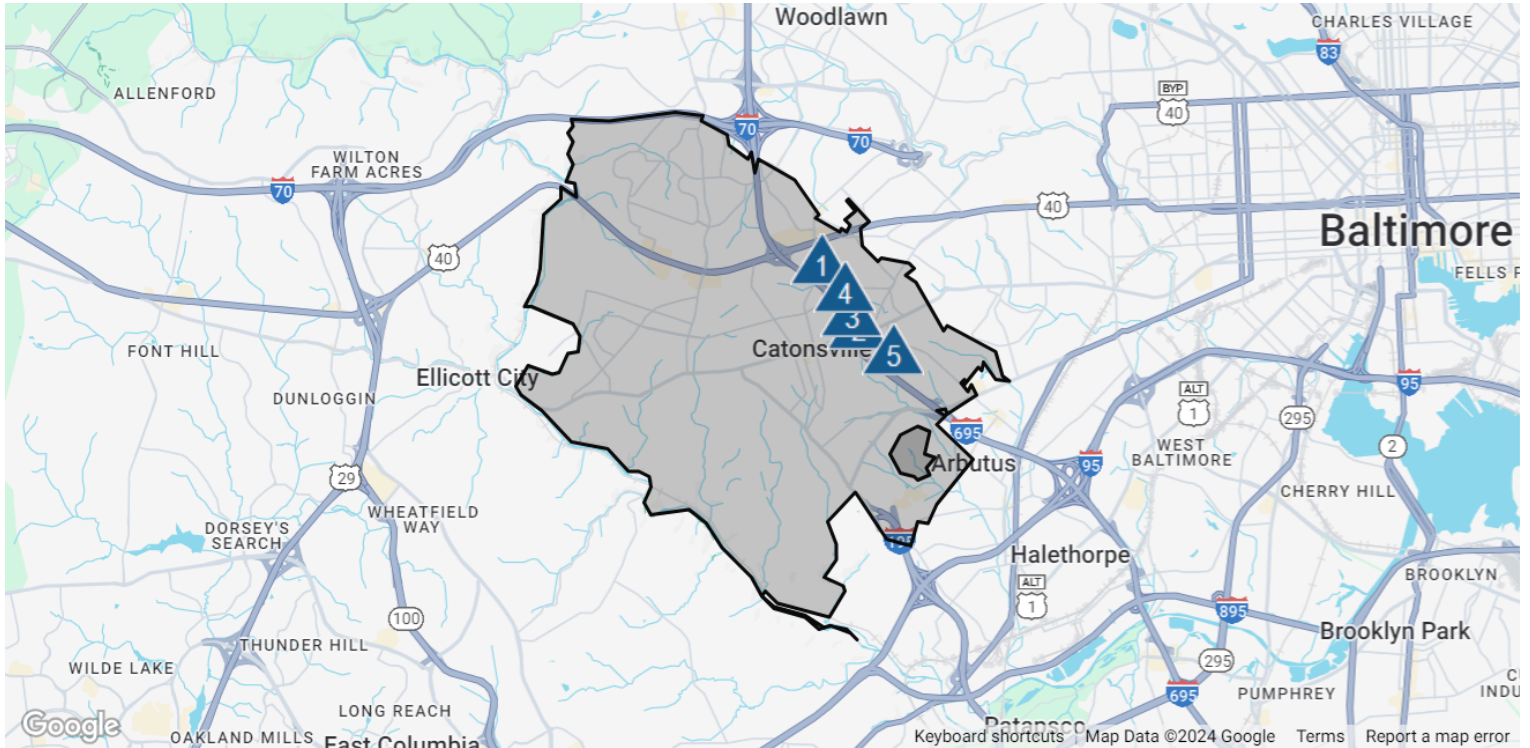 Woodlawn
CHARLES VILLAGE
83
ALLENFORD
BYP
40
70
70
WILTON
FARM ACRES
70
40
40
Baltimore
FELLS
1
4
3
2
Catonsville
5
FONT HILL
Ellicott City
DUNLOGGIN
95
ALT
1
295
695
Arbutus
95
WEST
BALTIMORE
2
29
CHERRY HILL
WHEATFIELD
WAY
DORSEY'S
SEARCH
195
Halethorpe
ALT
1
BROOKLYN
100
895
Brooklyn Park
THUNDER HILL
WILDE LAKE
295
695
PUMPHREY
LONG REACH
Google
OAKLAND MILLS
East Columbia
Patapsco
Keyboard shortcuts
Map Data ©2024 Google
Terms
Report a map error